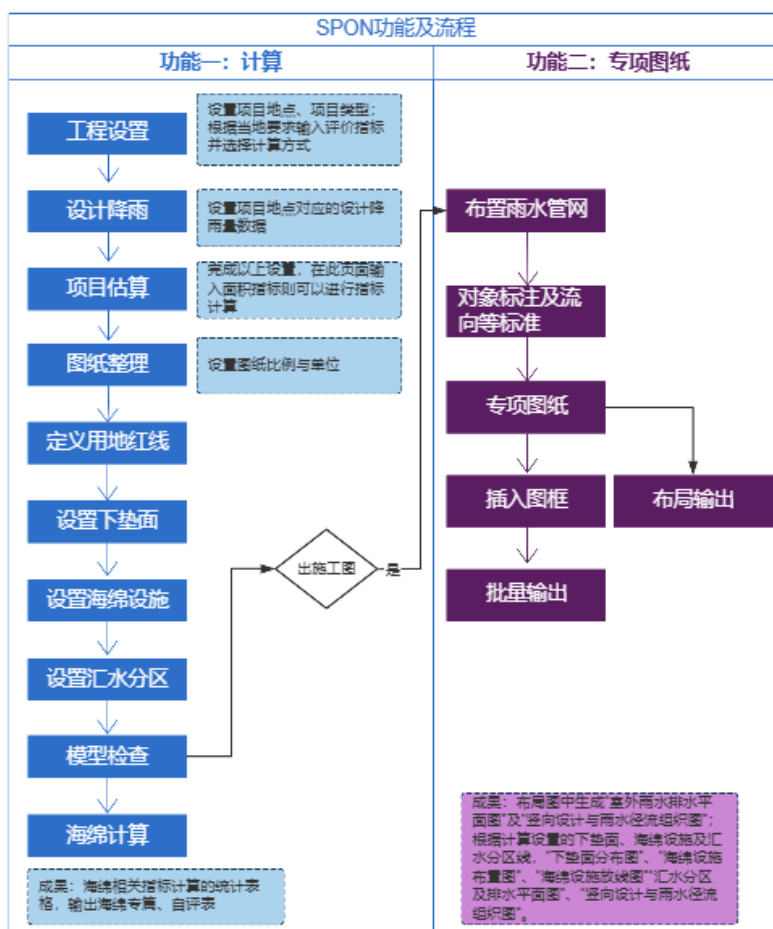 SPON功能及流程
功能一：计算
功能二：专项图纸
工程设置
设置项目地点、项目类型；
根据当地要求输入评价指标
并选择计算方式
设计降雨
设置项目地点对应的设计降
雨量数据
项目估算
完成以上设置，在此页面输
入面积指标则可以进行指标
计算
图纸整理
设置图纸比例与单位
定义用地红线
设置下垫面
设置海绵设施
设置汇水分区
模型检查
海绵计算
成果：海绵相关指标计算的统计表
格，输出海绵专篇、自评表
出施工图
是
布置雨水管网
对象标注及流
向等标准
专项图纸
插入图框
布局输出
批量输出
成果：布局图中生成“室外雨水排水平
面图”及“竖向设计与雨水径流组织图”；
根据计算设置的下垫面、海绵设施及汇
水分区线，“下垫面分布图”、“海绵设施
布置图”、“海绵设施放线图”“汇水分区
及排水平面图”、“竖向设计与雨水径流
组织图”。